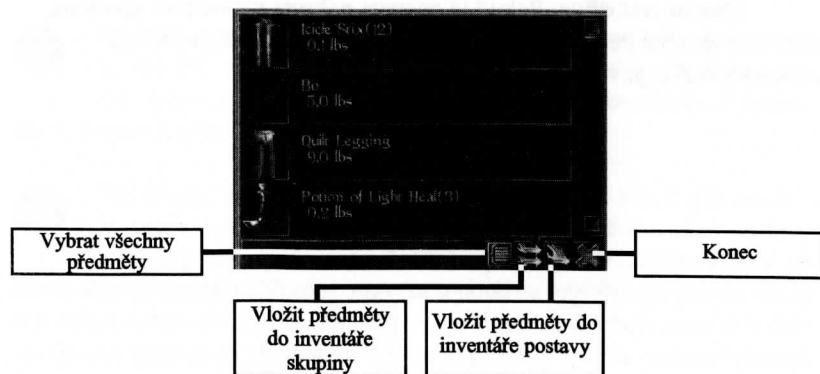 Icicle Stix(12)
0.1 lbs
Bo
5.0 lbs
Quilt Legging
9.0 lbs
Potion of Light Heal(3)
0.2 lbs
Vybrat všechny
předměty
Konec
Vložit předměty
do inventáře
skupiny
Vložit předměty do
inventáře postavy